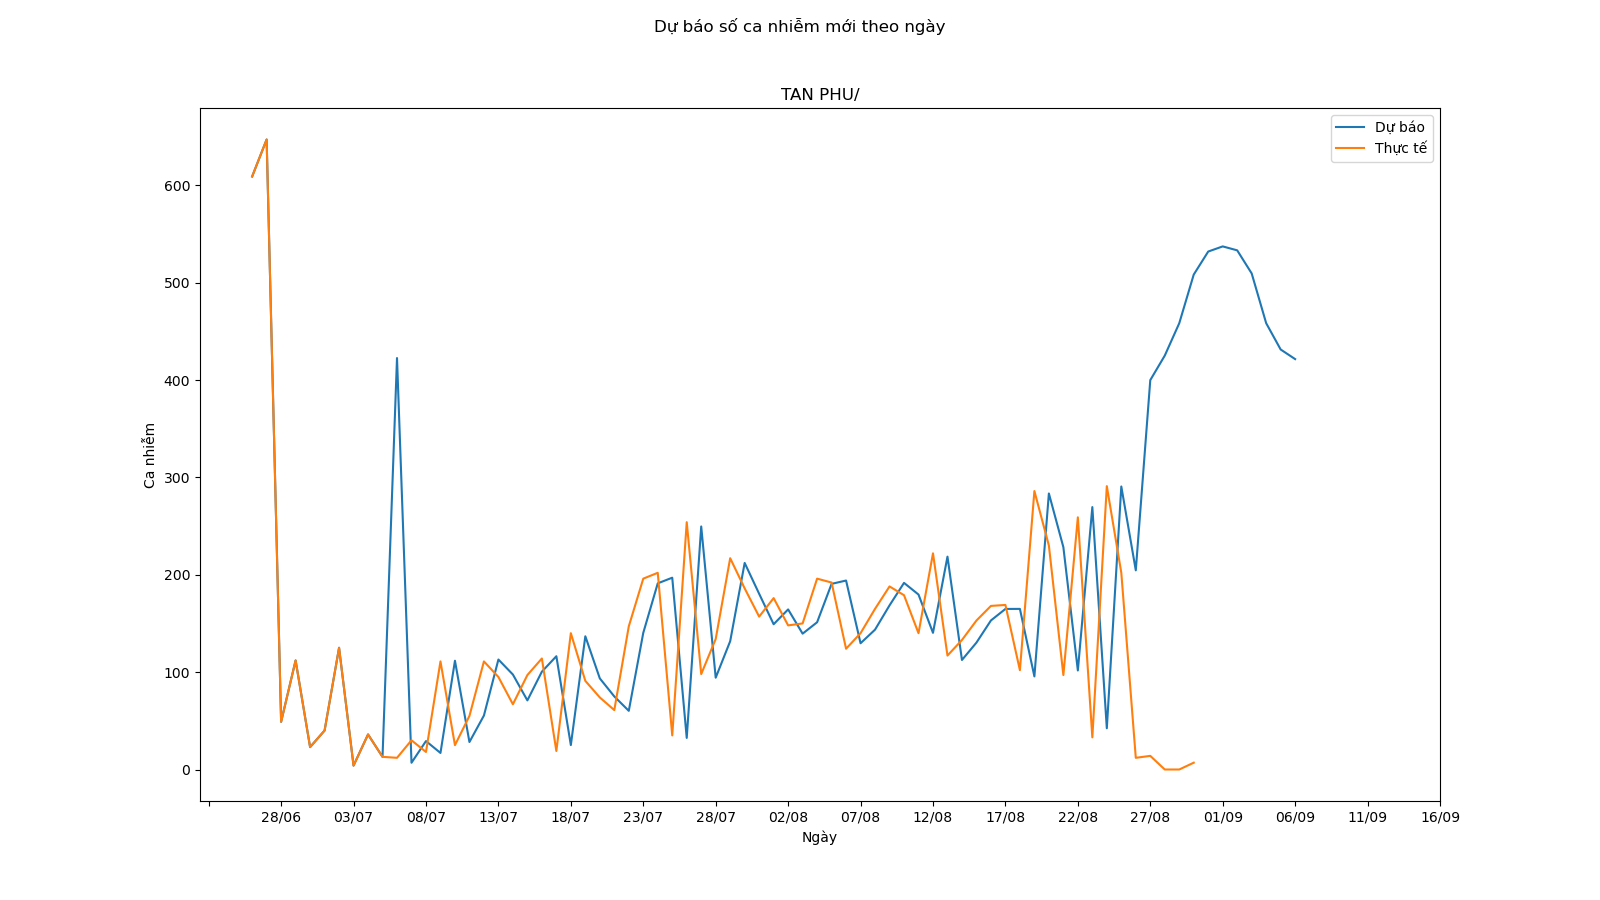 Dự báo số ca nhiễm mới theo ngày
TAN PHU/
Dự báo
Thực tế
600
500
400
300
200
100
0
Ca nhiễm
28/06 03/07 08/07 13/07 18/07 23/07 28/07 02/08 07/08 12/08 17/08 22/08 27/08 01/09 06/09 11/09 16/09
Ngày